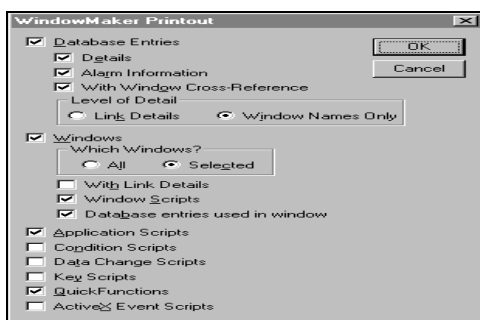 WindowMaker Printout
Database Entries
OK
Details
Alarm Information
Cancel
With Window Cross-Reference
Level of Detail
Link Details
Window Names Only
Windows
Which Windows?
All
Selected
With Link Details
Window Scripts
Database entries used in window
Application Scripts
Condition Scripts
Data Change Scripts
Key Scripts
QuickFunctions
ActiveX Event Scripts